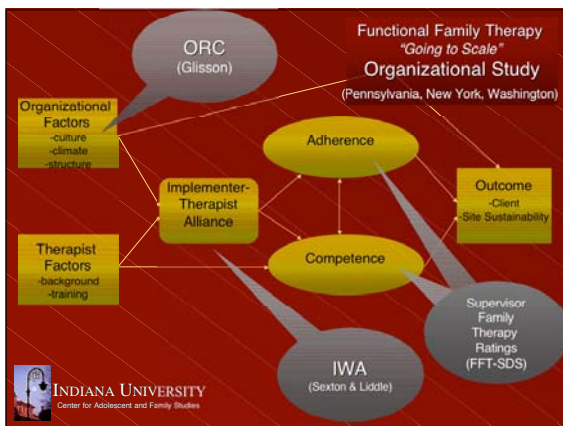 Functional Family Therapy
"Going to Scale"
Organizational Study
(Pennsylvania, New York, Washington)
ORC
(Glisson)
Organizational
Factors
-culture
-climate
-structure
Adherence
Implementer-
Therapist
Alliance
Outcome
-Client
-Site Sustainability
Therapist
Factors
-background
-training
Competence
Supervisor
Family
Therapy
Ratings
(FFT-SDS)
IWA
(Sexton & Liddle)
INDIANA UNIVERSITY
Center for Adolescent and Family Studies